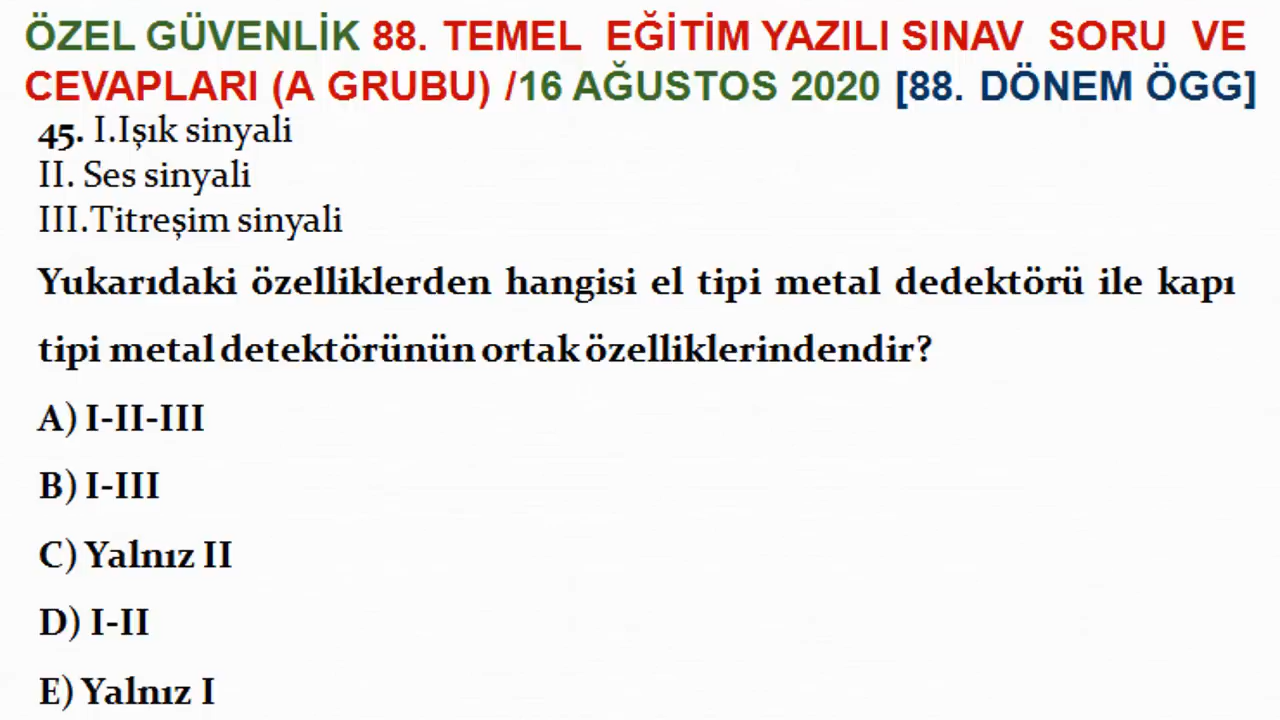 ÖZEL GÜVENLİK 88. TEMEL EĞİTİM YAZILI SINAV SORU VE
CEVAPLARI (A GRUBU) /16 AĞUSTOS 2020 [88. DÖNEM ÖGG]
45. I.Işık sinyali
II. Ses sinyali
III.Titreşim sinyali
Yukarıdaki özelliklerden hangisi el tipi metal dedektörü ile kapı
tipi metal detektörünün ortak özelliklerindendir?
A) I-II-III
B) I-III
C) Yalnız II
D) I-II
E) Yalnız I